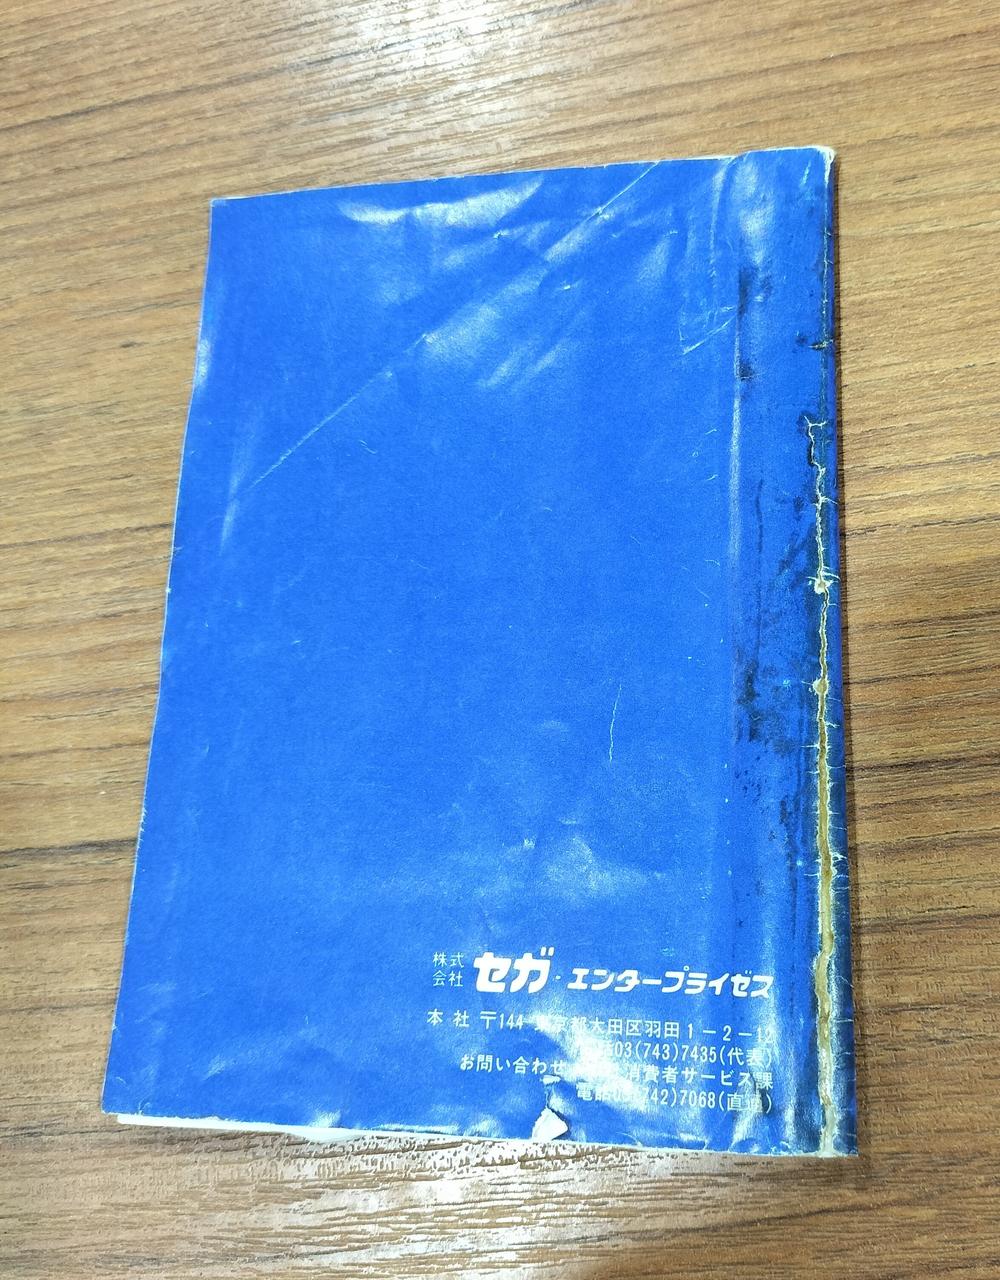 株式会社 セガ・エンタープライゼス
本社 〒144 東京都大田区羽田1-2-12
03(743)7435(代表)
お問い合わせ 消費者サービス課
電話 742)7068(直通)